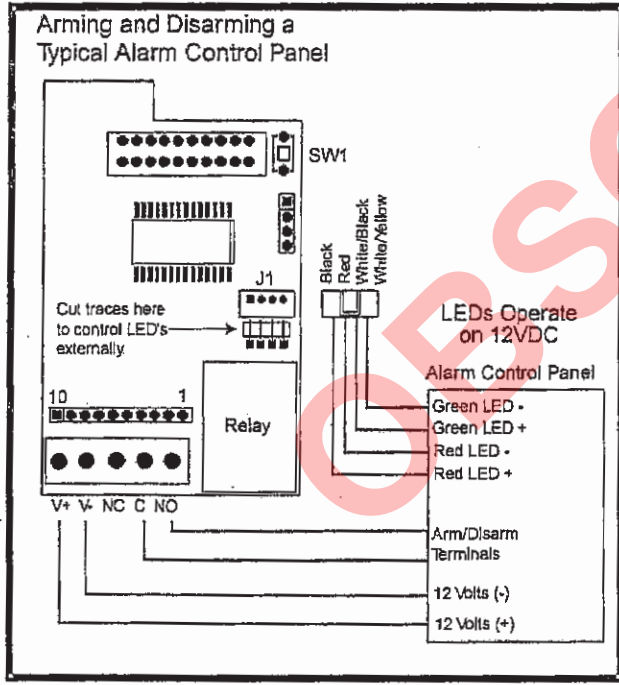 Arming and Disarming a
Typical Alarm Control Panel
SW1
Black
Red
White/Black
White/Yellow
J1
Cut traces here
to control LED's
externally.
LEDs Operate
on 12VDC
Alarm Control Panel
10
1
Relay
Green LED -
Green LED +
Red LED -
Red LED +
V+ V- NC C NO
Arm/Disarm
Terminals
12 Volts (-)
12 Volts (+)
OBSO